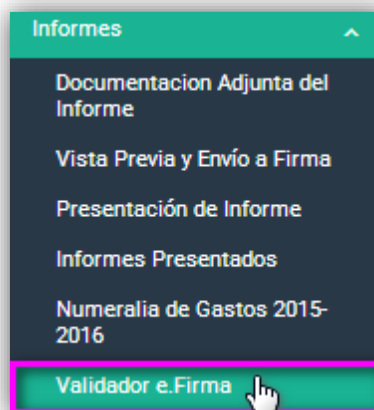 Informes
Documentacion Adjunta del
Informe
Vista Previa y Envío a Firma
Presentación de Informe
Informes Presentados
Numeralia de Gastos 2015-
2016
Validador e.Firma